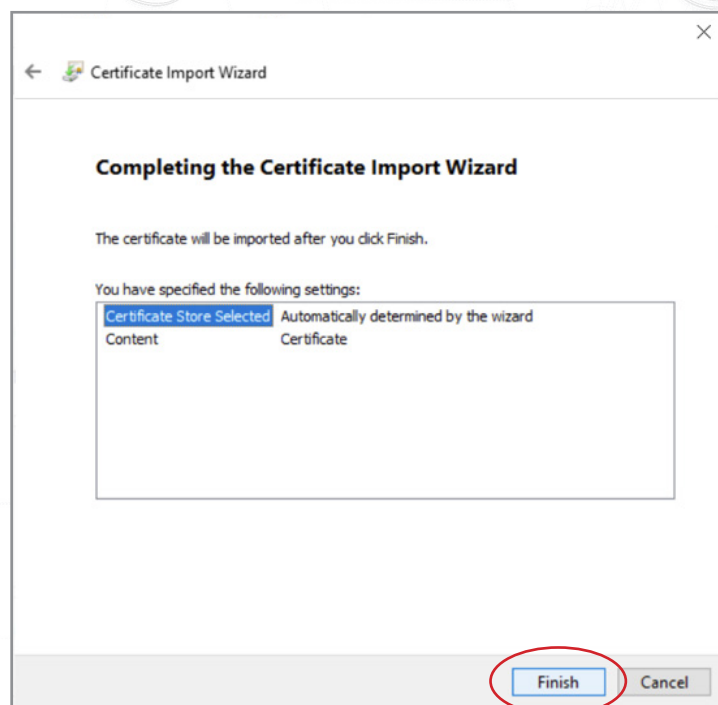 Certificate Import Wizard
Completing the Certificate Import Wizard
The certificate will be imported after you click Finish.
You have specified the following settings:
Certificate Store Selected Automatically determined by the wizard
Content Certificate
Finish Cancel